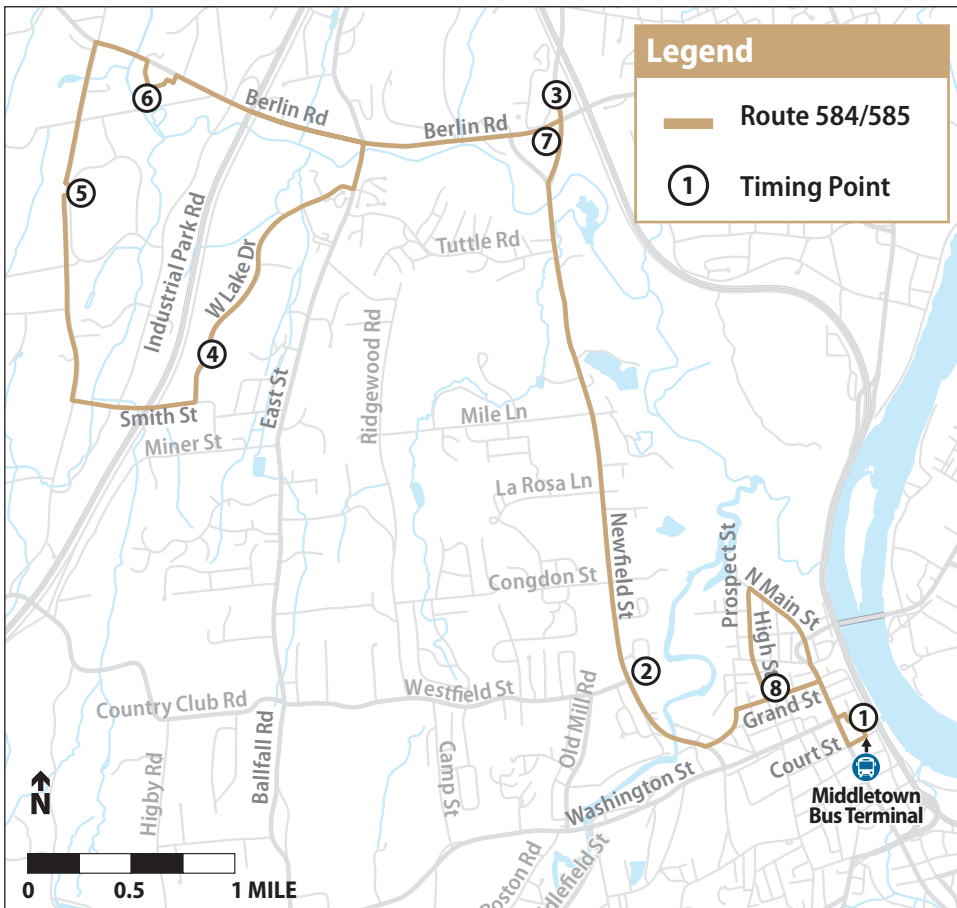 Legend
Route 584/585
1
Timing Point
3
6
Berlin Rd
Berlin Rd
7
5
Industrial Park Rd
Tuttle Rd
W Lake Dr
4
Ridgewood Rd
East St
Smith St
Mile Ln
Miner St
La Rosa Ln
Newfield St
Prospect St
Congdon St
N Main St
High St
2
Westfield St
8
Country Club Rd
Old Mill Rd
Grand St
1
Ballfall Rd
Court St
Higby Rd
Camp St
Washington St
Middletown
Bus Terminal
N
Boston Rd
dlefield St
0 0.5 1 MILE